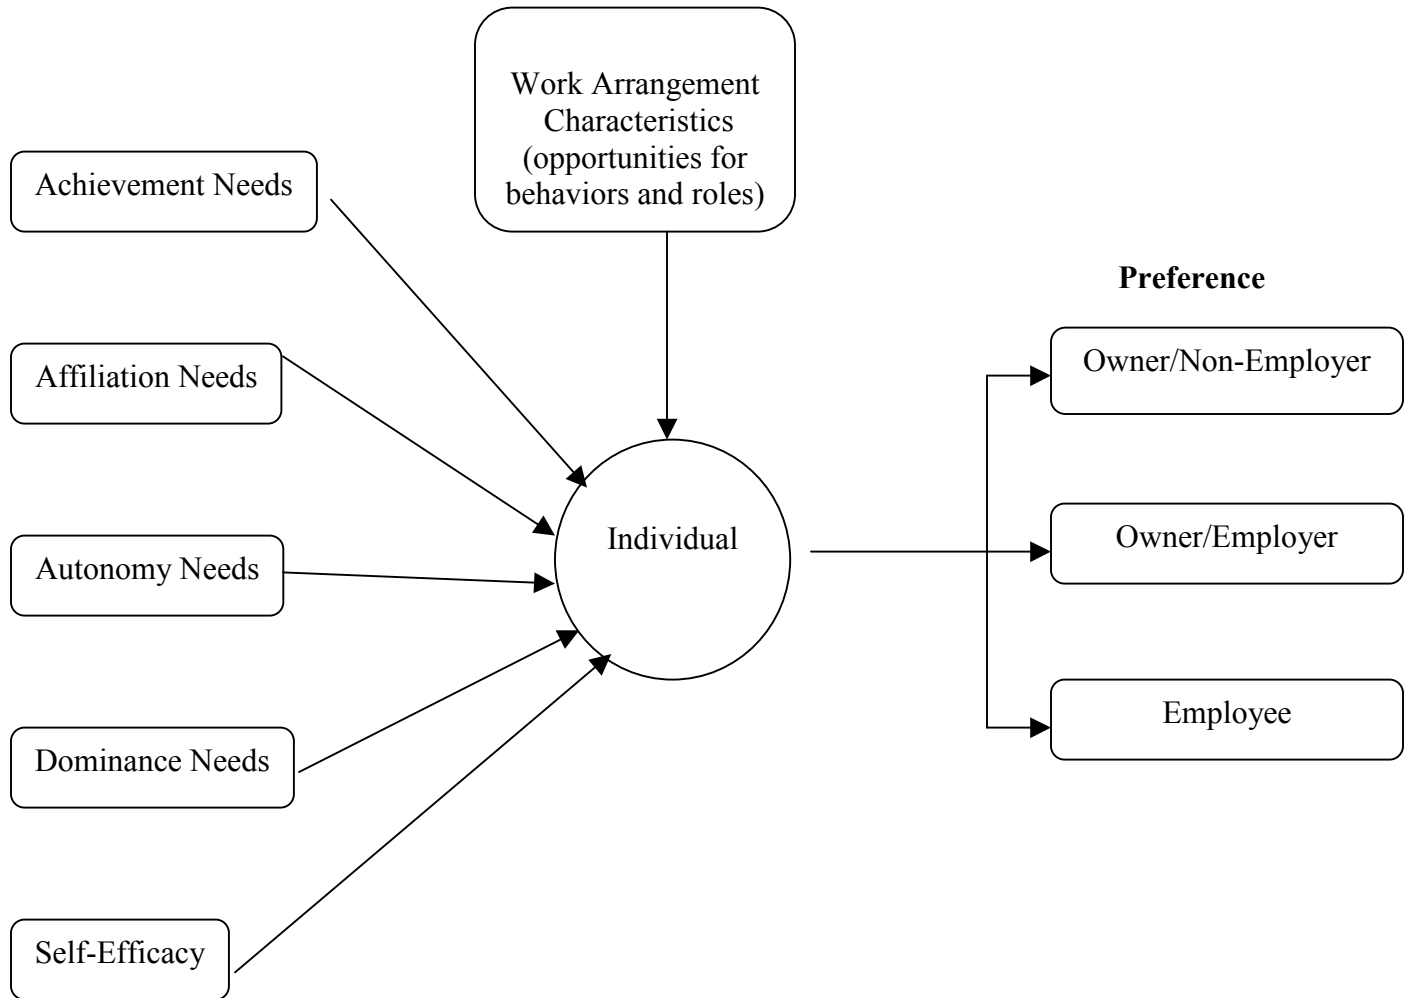 Work Arrangement
Characteristics
(opportunities for
behaviors and roles)
Achievement Needs
Affiliation Needs
Autonomy Needs
Dominance Needs
Self-Efficacy
Individual
Preference
Owner/Non-Employer
Owner/Employer
Employee